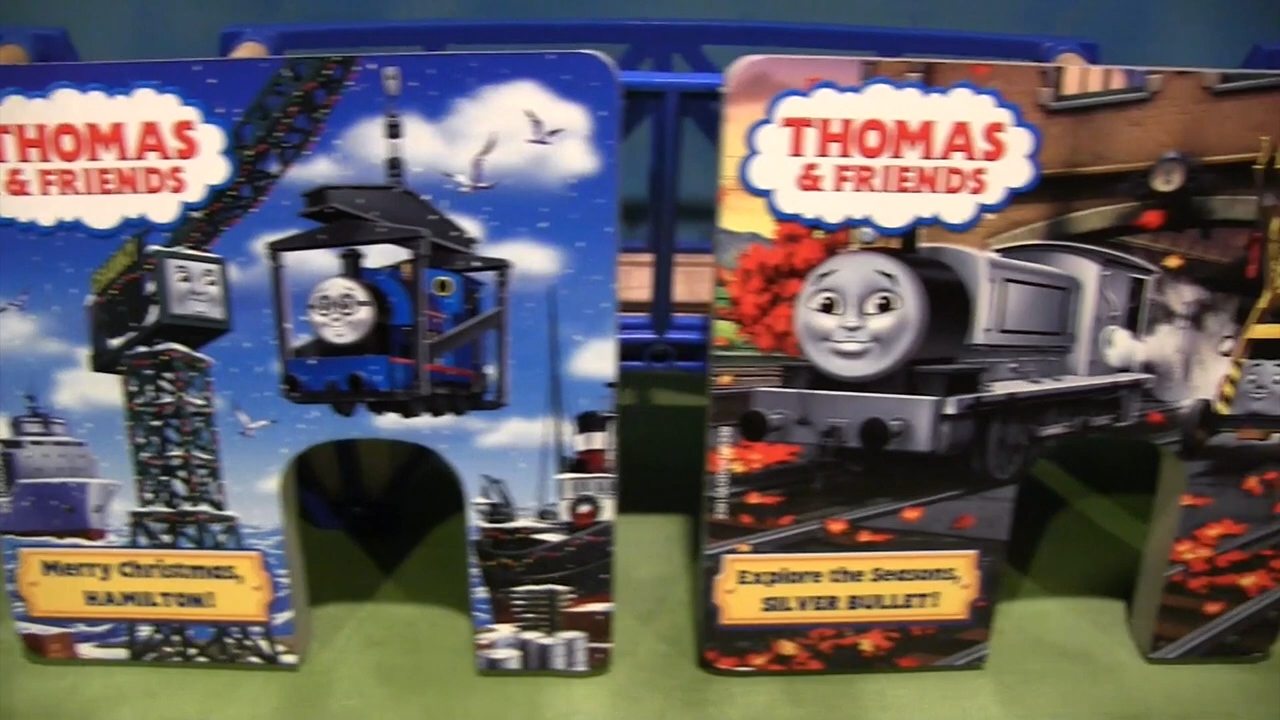 THOMAS
& FRIENDS
Merry Christmas,
HAMILTON!
THOMAS
& FRIENDS
Explore the Seasons,
SILVER BULLET!